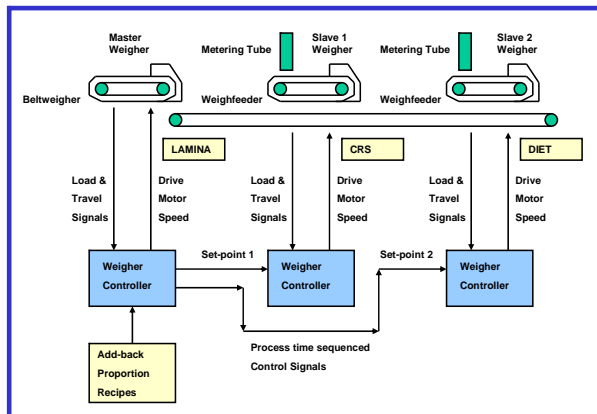 Master
Weigher
Metering Tube
Slave 1
Weigher
Metering Tube
Slave 2
Weigher
Beltweigher
Weighfeeder
Weighfeeder
LAMINA
CRS
DIET
Load &
Travel
Signals
Drive
Motor
Speed
Load &
Travel
Signals
Drive
Motor
Speed
Load &
Travel
Signals
Drive
Motor
Speed
Weigher
Controller
Set-point 1
Weigher
Controller
Set-point 2
Weigher
Controller
Process time sequenced
Control Signals
Add-back
Proportion
Recipes